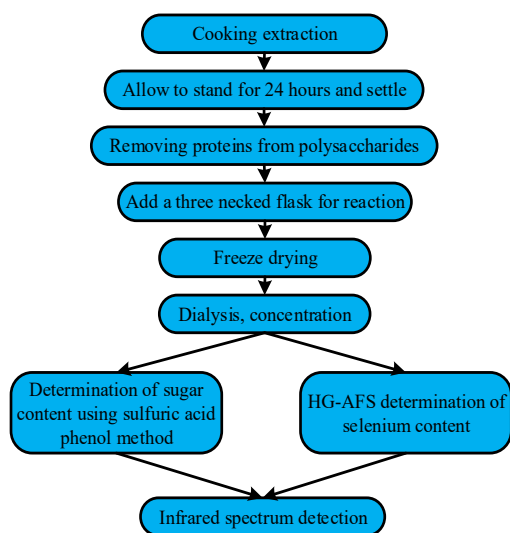 Cooking extraction
Allow to stand for 24 hours and settle
Removing proteins from polysaccharides
Add a three necked flask for reaction
Freeze drying
Dialysis, concentration
Determination of sugar
content using sulfuric acid
phenol method
HG-AFS determination of
selenium content
Infrared spectrum detection